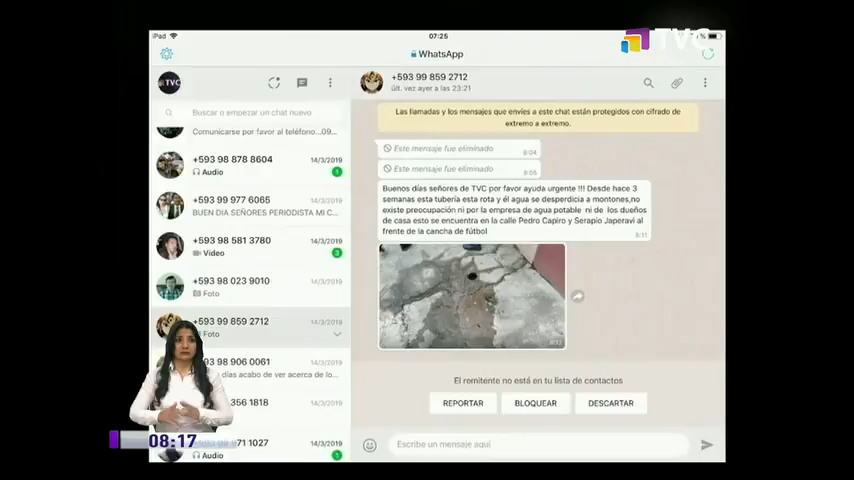 iPad
07:25
WhatsApp
TVC
TVC
+593 99 859 2712
últ. vez ayer a las 23:21
Buscar o empezar un chat nuevo
Comunicarse por favor al teléfono...09...
+593 98 878 8604
14/3/2019
Audio
1
+593 99 977 6065
14/3/2019
BUEN DIA SEÑORES PERIODISTA MI C...
+593 98 581 3780
14/3/2019
Video
3
+593 98 023 9010
14/3/2019
Foto
+593 99 859 2712
14/3/2019
Foto
+593 98 906 0061
14/3/2019
días acabo de ver acerca de lo...
356 1818
14/3/2019
71 1027
14/3/2019
Audio
1
Las llamadas y los mensajes que envíes a este chat están protegidos con cifrado de
extremo a extremo.
Este mensaje fue eliminado
8:04
Este mensaje fue eliminado
8:05
Buenos días señores de TVC por favor ayuda urgente !!! Desde hace 3
semanas esta tubería esta rota y él agua se desperdicia a montones,no
existe preocupación ni por la empresa de agua potable ni de los dueños
de casa esto se encuentra en la calle Pedro Capiro y Serapio Japeravi al
frente de la cancha de fútbol
8:11
El remitente no está en tu lista de contactos
REPORTAR
BLOQUEAR
DESCARTAR
Escribe un mensaje aquí
08:17